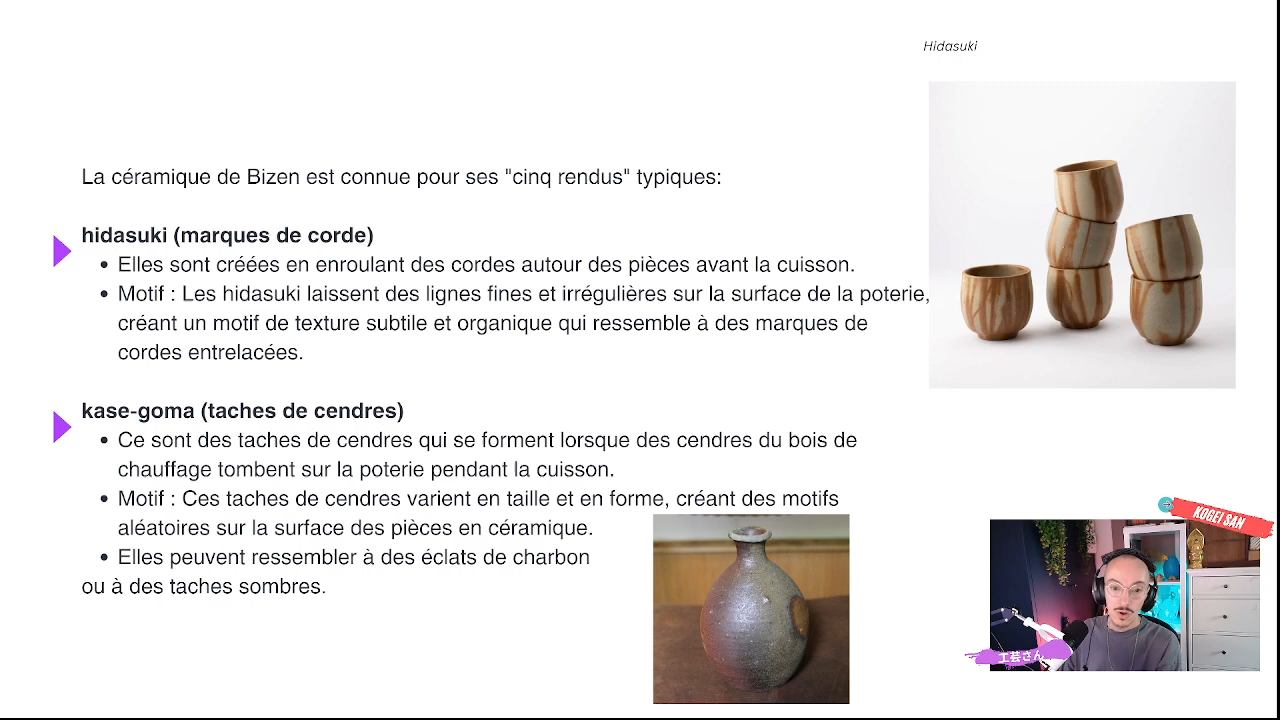 Hidasuki
La céramique de Bizen est connue pour ses "cinq rendus" typiques:
hidasuki (marques de corde)
• Elles sont créées en enroulant des cordes autour des pièces avant la cuisson.
• Motif : Les hidasuki laissent des lignes fines et irrégulières sur la surface de la poterie,
créant un motif de texture subtile et organique qui ressemble à des marques de
cordes entrelacées.
kase-goma (taches de cendres)
• Ce sont des taches de cendres qui se forment lorsque des cendres du bois de
chauffage tombent sur la poterie pendant la cuisson.
• Motif : Ces taches de cendres varient en taille et en forme, créant des motifs
aléatoires sur la surface des pièces en céramique.
• Elles peuvent ressembler à des éclats de charbon
ou à des taches sombres.
KOGEI SAN
工芸さん